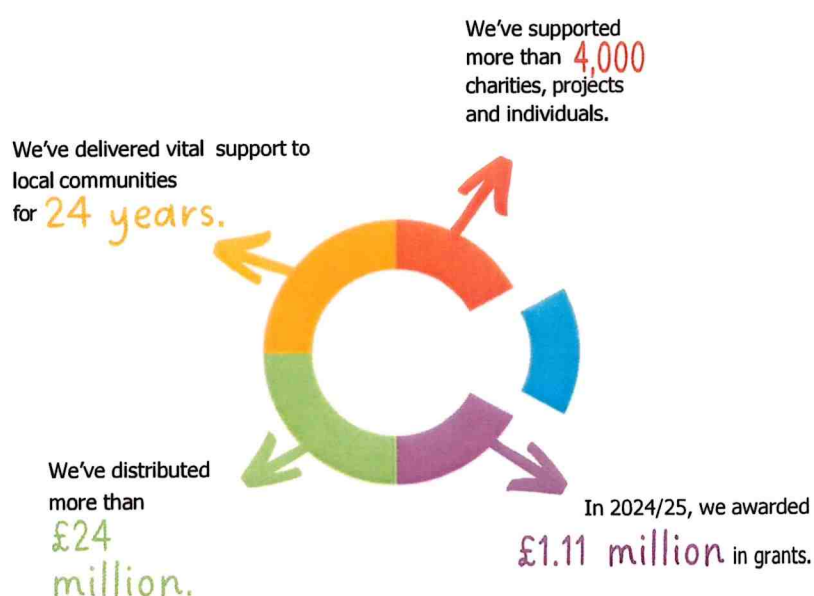 We've supported
more than 4,000
charities, projects
and individuals.
We've delivered vital support to
local communities
for 24 years.
We've distributed
more than
£24
million.
In 2024/25, we awarded
£1.11 million in grants.